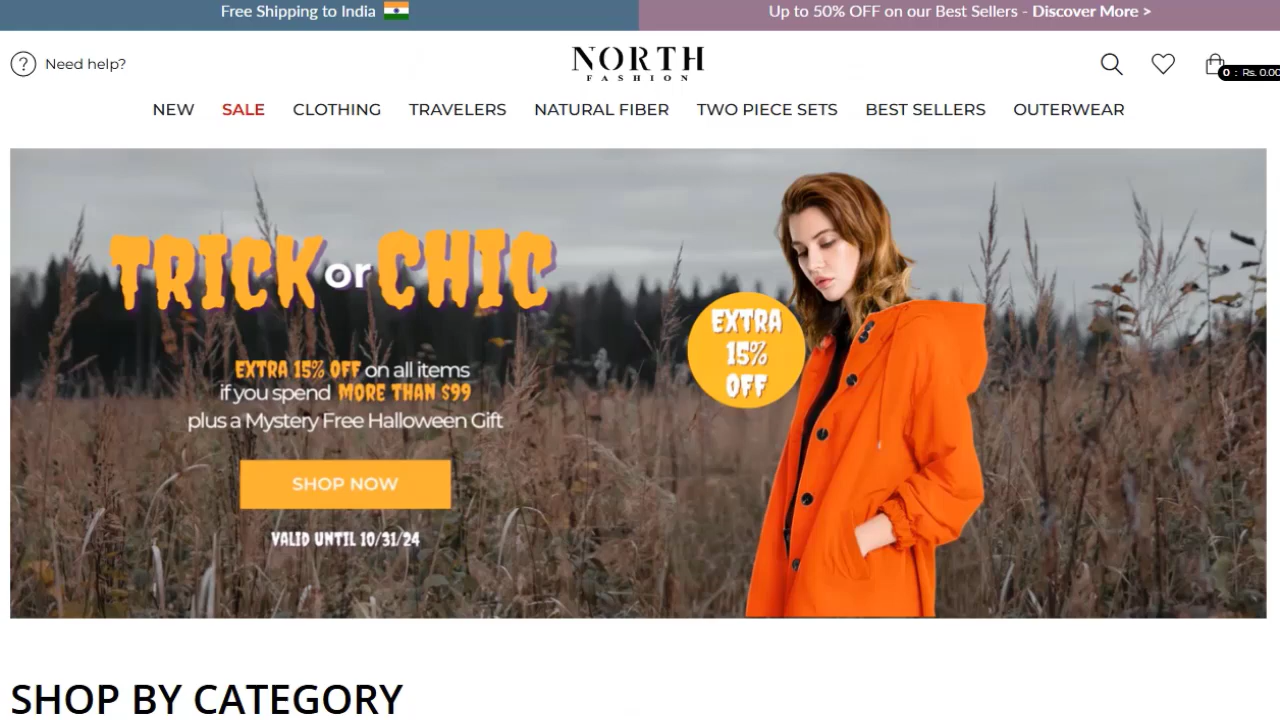 Free Shipping to India
Up to 50% OFF on our Best Sellers - Discover More >
? Need help?
NORTH
FASHION
0 : Rs. 0.00
NEW SALE CLOTHING TRAVELERS NATURAL FIBER TWO PIECE SETS BEST SELLERS OUTERWEAR
TRICK or CHIC
EXTRA 15% OFF on all items
if you spend MORE THAN $99
plus a Mystery Free Halloween Gift
SHOP NOW
VALID UNTIL 10/31/24
EXTRA
15%
OFF
SHOP BY CATEGORY